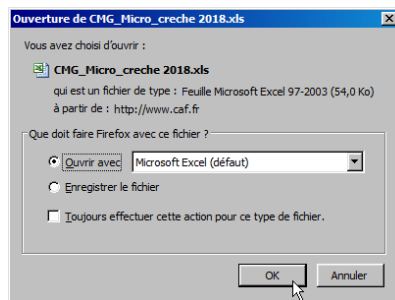 Ouverture de CMG_Micro_creche 2018.xls
Vous avez choisi d'ouvrir :
CMG_Micro_creche 2018.xls
qui est un fichier de type : Feuille Microsoft Excel 97-2003 (54,0 Ko)
à partir de : http://www.caf.fr
Que doit faire Firefox avec ce fichier ?
Ouvrir avec Microsoft Excel (défaut)
Enregistrer le fichier
Toujours effectuer cette action pour ce type de fichier.
OK Annuler